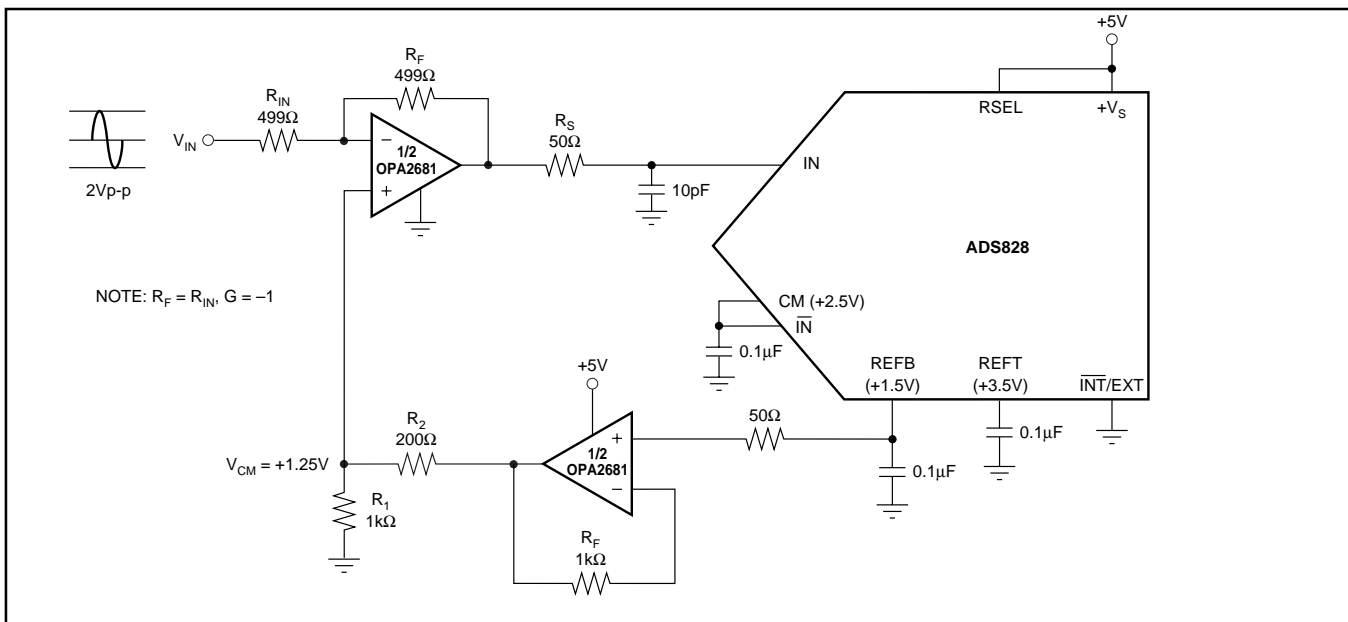 +5V
R_F
499Ω
R_IN
499Ω
V_IN
2Vp-p
−
1/2
OPA2681
+
R_S
50Ω
10pF
RSEL
+V_S
IN
ADS828
NOTE: R_F = R_IN, G = –1
CM (+2.5V)
I̅N̅
0.1µF
REFB
(+1.5V)
REFT
(+3.5V)
I̅N̅T̅/EXT
+5V
50Ω
0.1µF
0.1µF
R_2
200Ω
+
1/2
OPA2681
−
V_CM = +1.25V
R_1
1kΩ
R_F
1kΩ